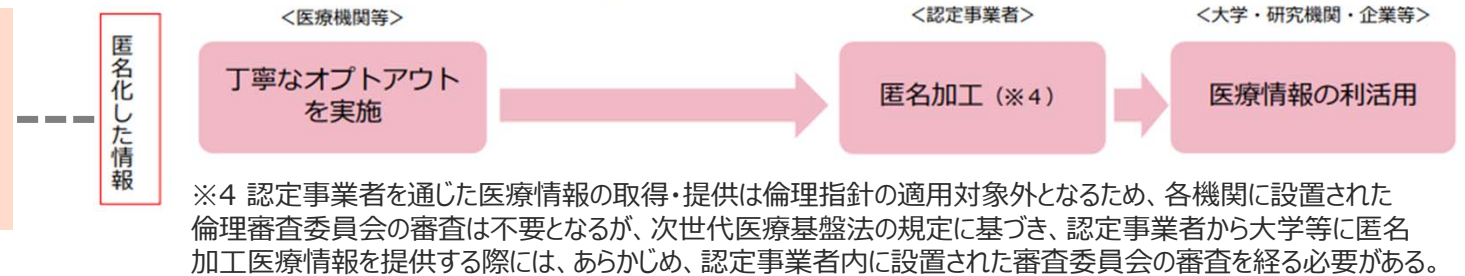 匿名化した情報
＜医療機関等＞
＜認定事業者＞
＜大学・研究機関・企業等＞
丁寧なオプトアウト
を実施
匿名加工（※４）
医療情報の利活用
※4 認定事業者を通じた医療情報の取得・提供は倫理指針の適用対象外となるため、各機関に設置された
倫理審査委員会の審査は不要となるが、次世代医療基盤法の規定に基づき、認定事業者から大学等に匿名
加工医療情報を提供する際には、あらかじめ、認定事業者内に設置された審査委員会の審査を経る必要がある。